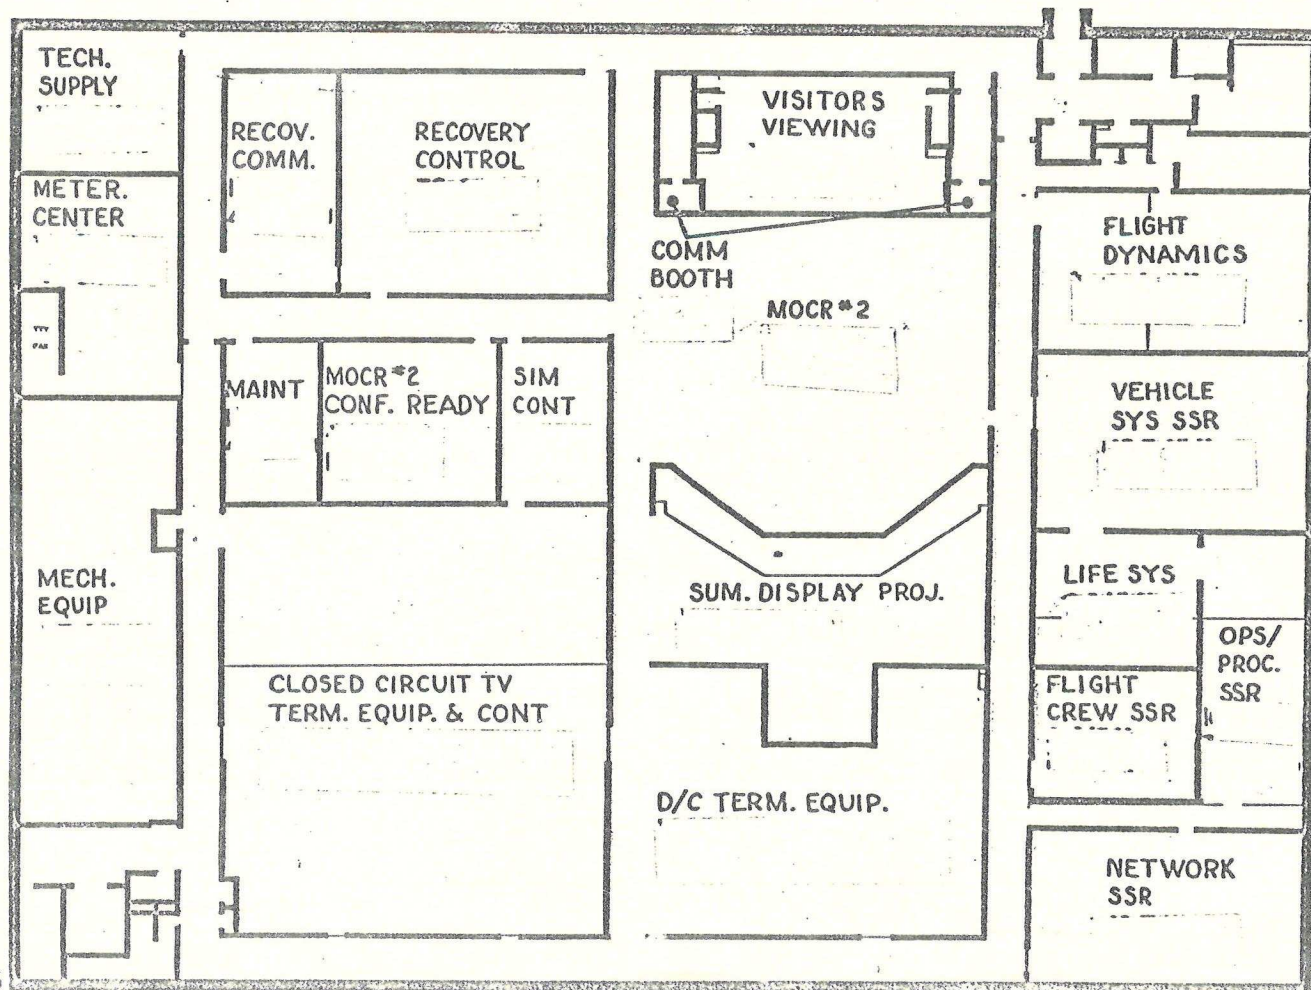 TECH.
SUPPLY
METER.
CENTER
MECH.
EQUIP
RECOV.
COMM.
RECOVERY
CONTROL
MAINT
MOCR #2
CONF. READY
SIM
CONT
CLOSED CIRCUIT TV
TERM. EQUIP. & CONT
VISITORS
VIEWING
COMM
BOOTH
MOCR #2
SUM. DISPLAY PROJ.
D/C TERM. EQUIP.
FLIGHT
DYNAMICS
VEHICLE
SYS SSR
LIFE SYS
OPS/
PROC.
SSR
FLIGHT
CREW SSR
NETWORK
SSR